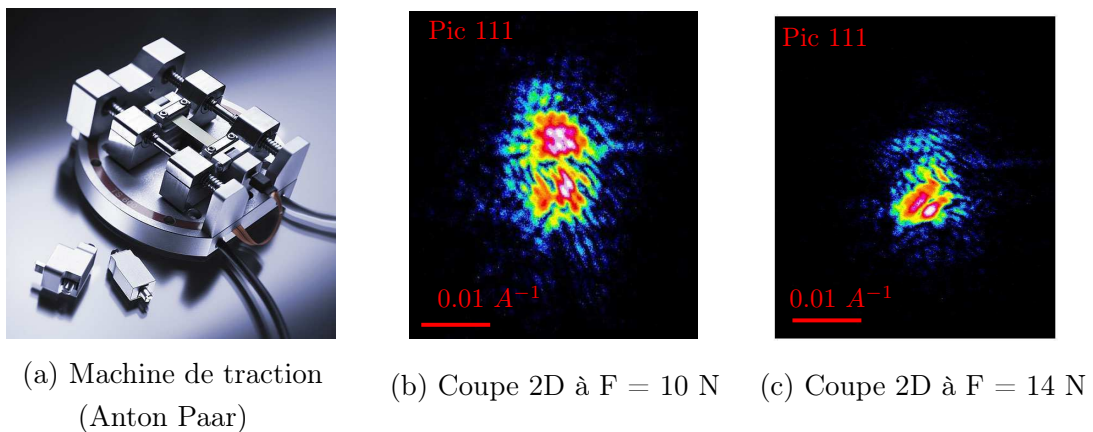 Pic 111
Pic 111
0.01 A⁻¹
0.01 A⁻¹
(a) Machine de traction
(Anton Paar)
(b) Coupe 2D à F = 10 N
(c) Coupe 2D à F = 14 N